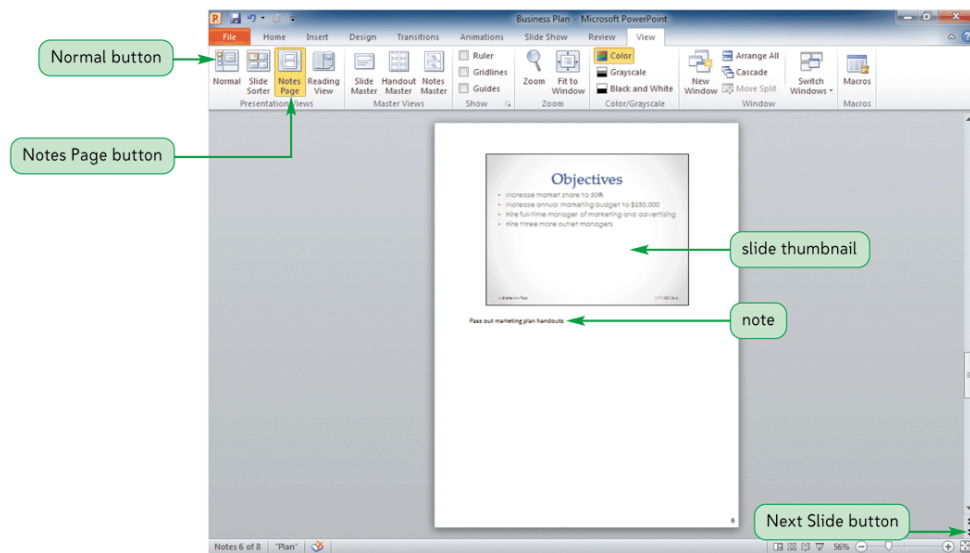 Business Plan - Microsoft PowerPoint
File Home Insert Design Transitions Animations Slide Show Review View
Normal button
Normal
Slide Sorter
Notes Page
Reading View
Presentation Views
Slide Master
Handout Master
Notes Master
Master Views
Ruler
Gridlines
Guides
Show
Zoom
Fit to Window
Zoom
Color
Grayscale
Black and White
Color/Grayscale
New Window
Arrange All
Cascade
Move Split
Switch Windows
Window
Macros
Macros
Notes Page button
Objectives
• Increase market share to 50%
• Increase annual marketing budget to $250,000
• Hire full-time manager of marketing and advertising
• Hire three more outlet managers
slide thumbnail
Pass out marketing plan handouts
note
6
Next Slide button
Notes 6 of 8 "Plan" 56%